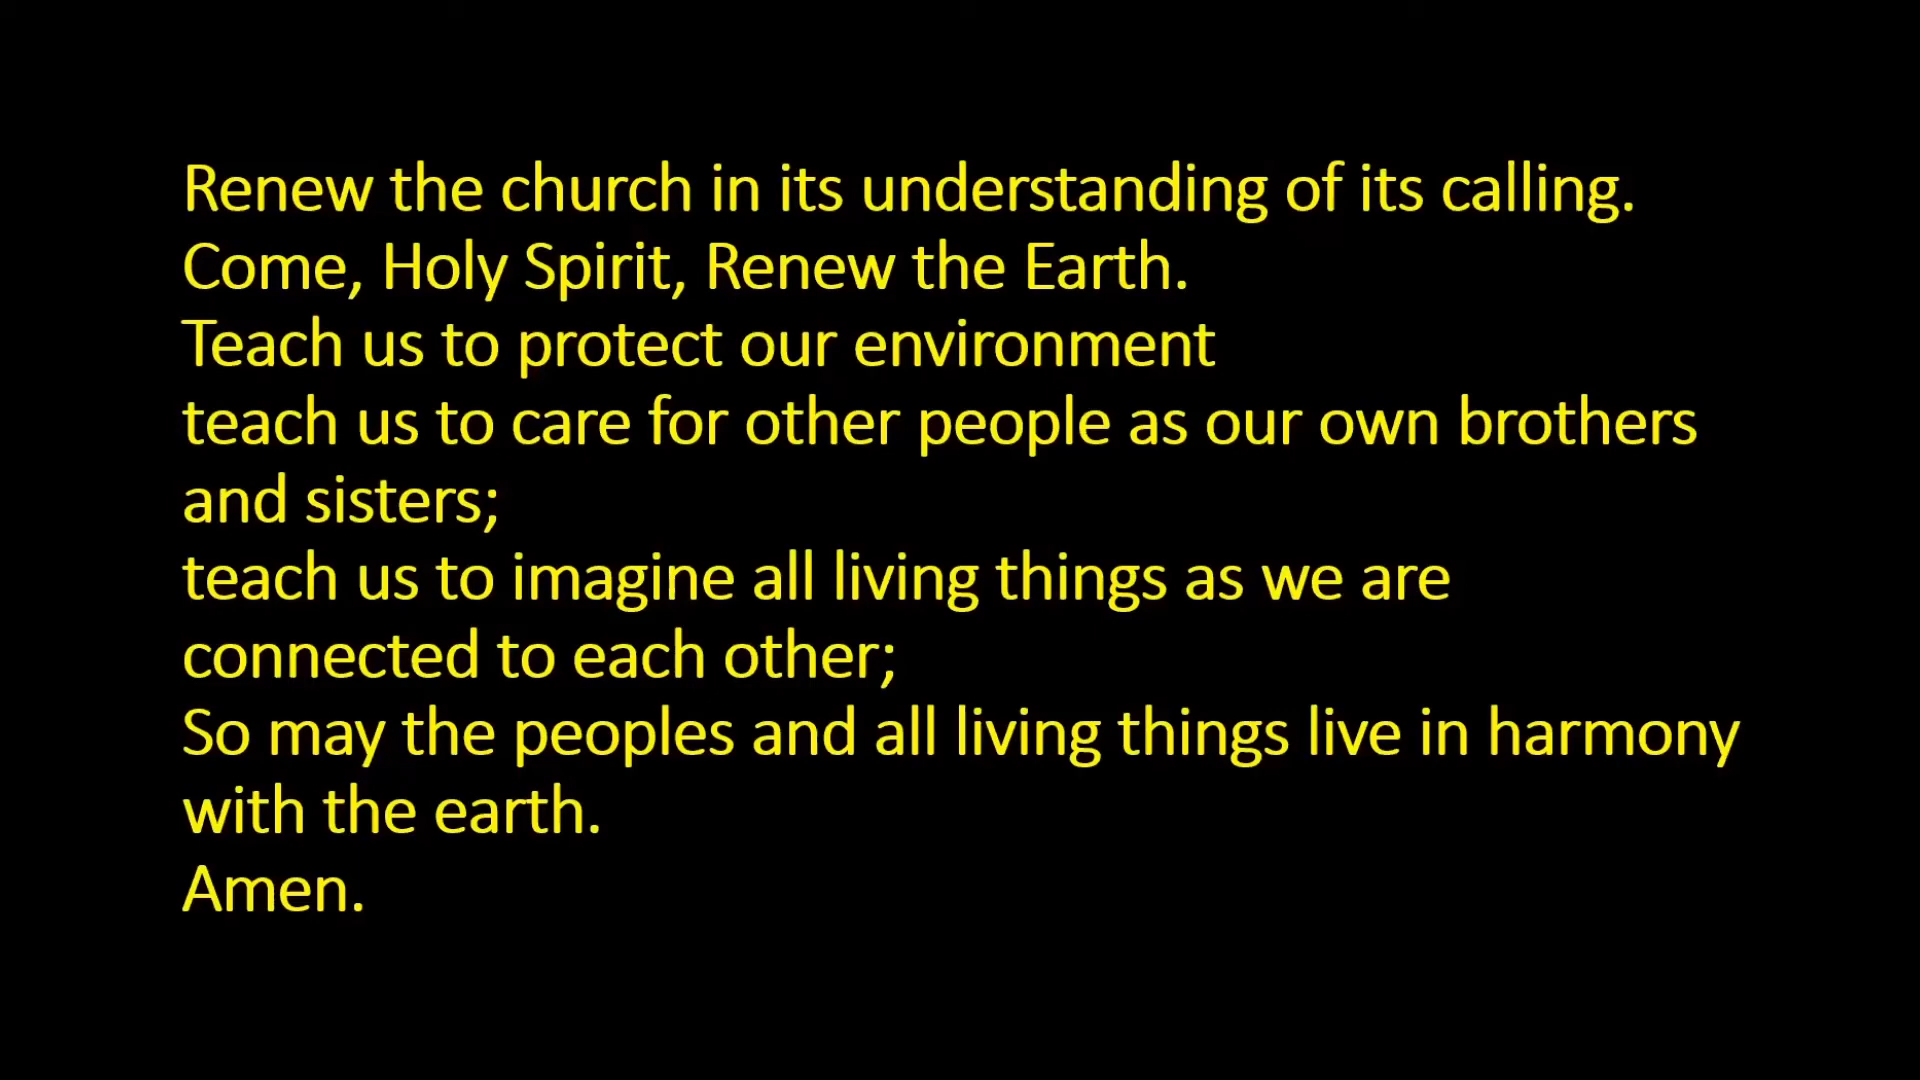 Renew the church in its understanding of its calling.
Come, Holy Spirit, Renew the Earth.
Teach us to protect our environment
teach us to care for other people as our own brothers
and sisters;
teach us to imagine all living things as we are
connected to each other;
So may the peoples and all living things live in harmony
with the earth.
Amen.